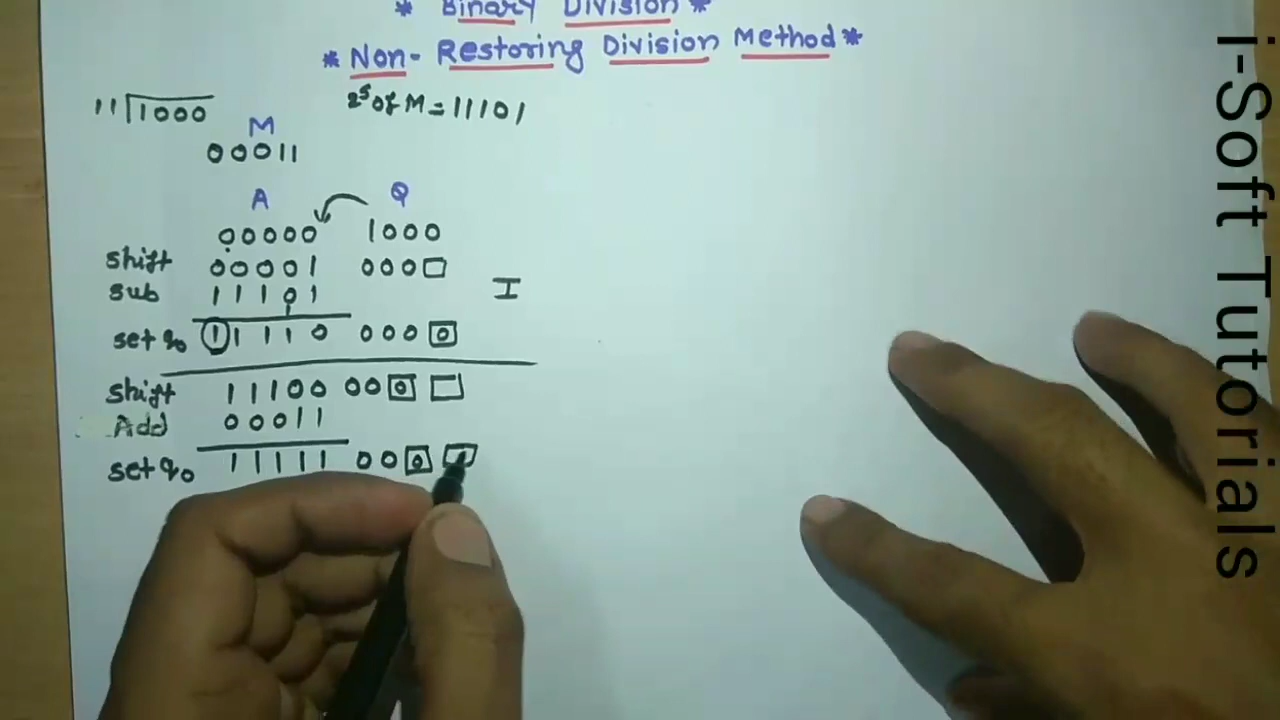 * Binary Division *
* Non-Restoring Division Method *
11 1000
2's of M = 11101
M
00011
A Q
00000 1000
Shift 00001 000□
Sub 11101
I
set q0 11110 0000
Shift 11100 000□
Add 00011
set q0 11111 000
i-Soft Tutorials